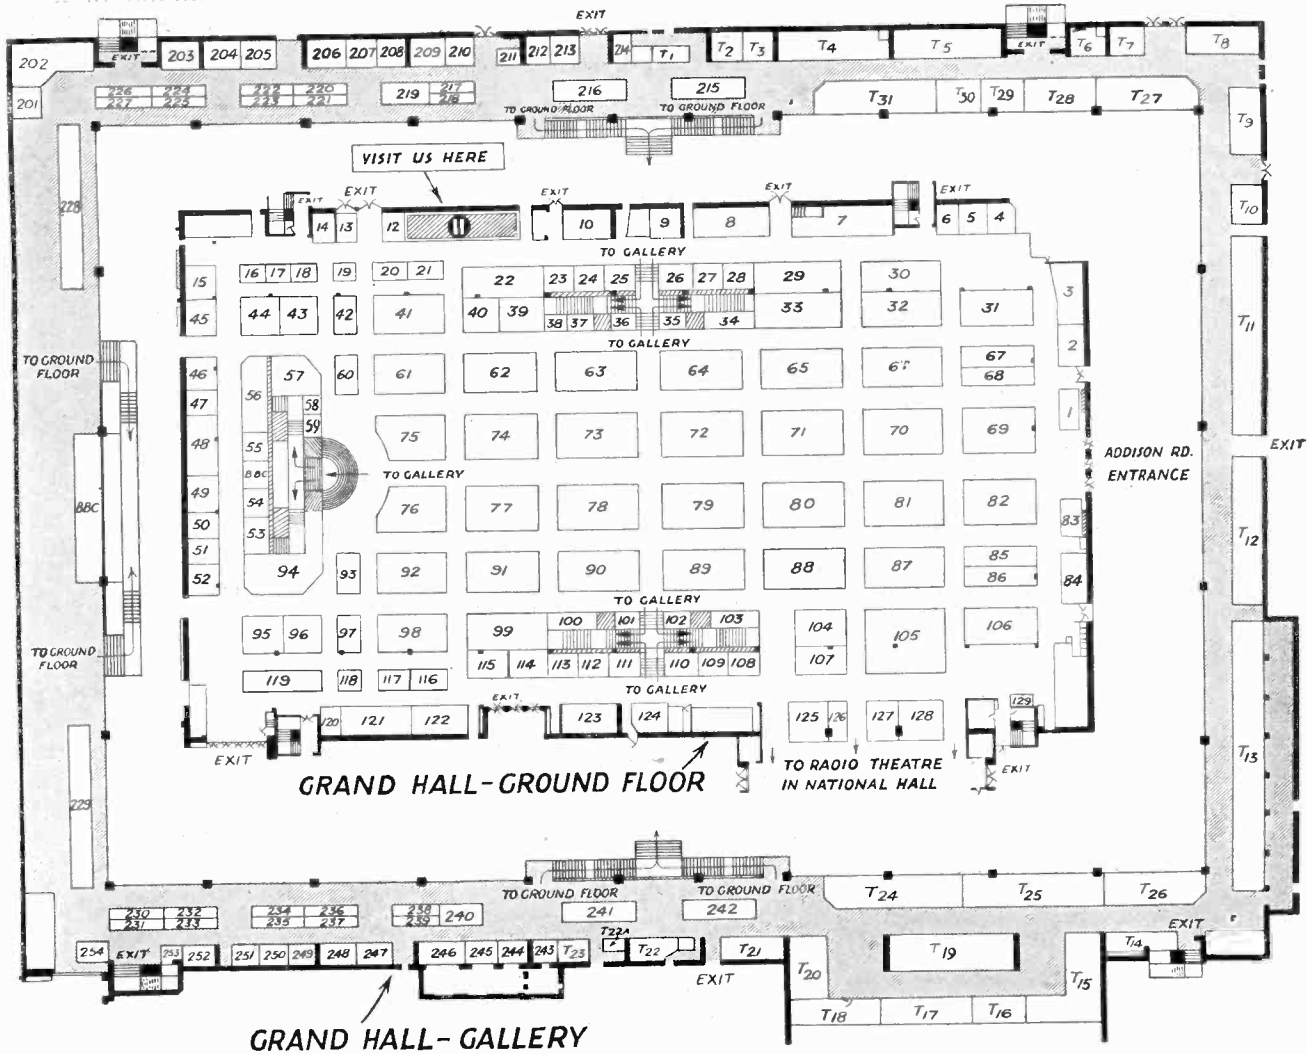 EXIT
202
EXIT
203
204
205
206
207
208
209
210
211
212
213
214
T1
T2
T3
T4
T5
EXIT
T6
T7
T8
201
226
224
227
225
222
220
223
221
219
217
218
216
215
T31
T30
T29
T28
T27
T9
TO GROUND FLOOR
TO GROUND FLOOR
VISIT US HERE
228
EXIT
EXIT
EXIT
EXIT
EXIT
14
13
12
11
10
9
8
7
6
5
4
T10
TO GALLERY
15
16
17
18
19
20
21
22
23
24
25
26
27
28
29
30
31
3
45
44
43
42
41
40
39
38
37
36
35
34
33
32
2
T11
TO GALLERY
TO GROUND
FLOOR
46
56
57
60
61
62
63
64
65
67
68
47
58
59
1
48
55
75
74
73
72
71
70
69
ADDISON RD.
ENTRANCE
EXIT
BBC
BBC
TO GALLERY
49
54
76
77
78
79
80
81
82
83
50
53
51
52
94
93
92
91
90
89
88
87
85
86
84
T12
TO GALLERY
TO GROUND
FLOOR
95
96
97
98
99
100
101
102
103
104
105
106
107
115
114
113
112
111
110
109
108
119
118
117
116
TO GALLERY
T13
120
121
122
EXIT
123
124
125
126
127
128
129
EXIT
EXIT
GRAND HALL-GROUND FLOOR
TO RADIO THEATRE
IN NATIONAL HALL
229
TO GROUND FLOOR
TO GROUND FLOOR
T24
T25
T26
230
232
231
233
234
236
235
237
238
239
240
241
242
254
EXIT
253
252
251
250
249
248
247
246
245
244
243
T23
T22A
T22
T21
EXIT
T20
T19
T15
T14
EXIT
T18
T17
T16
GRAND HALL-GALLERY